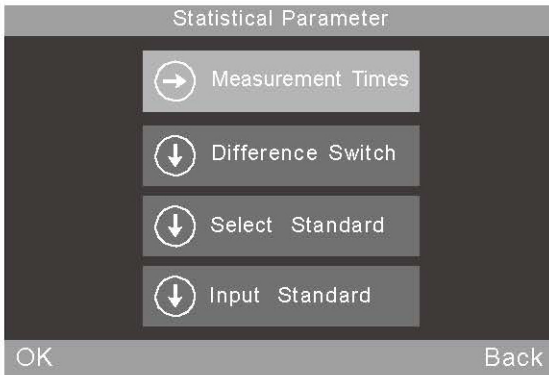 Statistical Parameter
Measurement Times
Difference Switch
Select Standard
Input Standard
OK Back